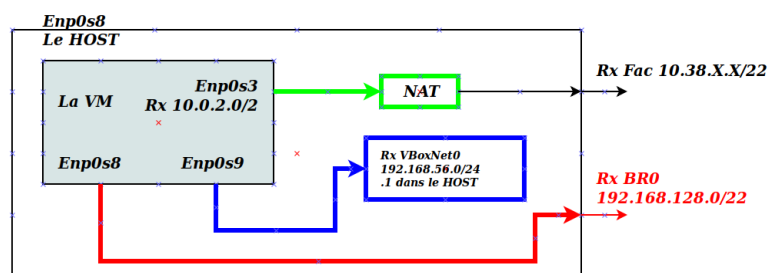 Enp0s8
Le HOST
Enp0s3
La VM
Rx 10.0.2.0/2
Enp0s8
Enp0s9
NAT
Rx Fac 10.38.X.X/22
Rx VBoxNet0
192.168.56.0/24
.1 dans le HOST
Rx BR0
192.168.128.0/22